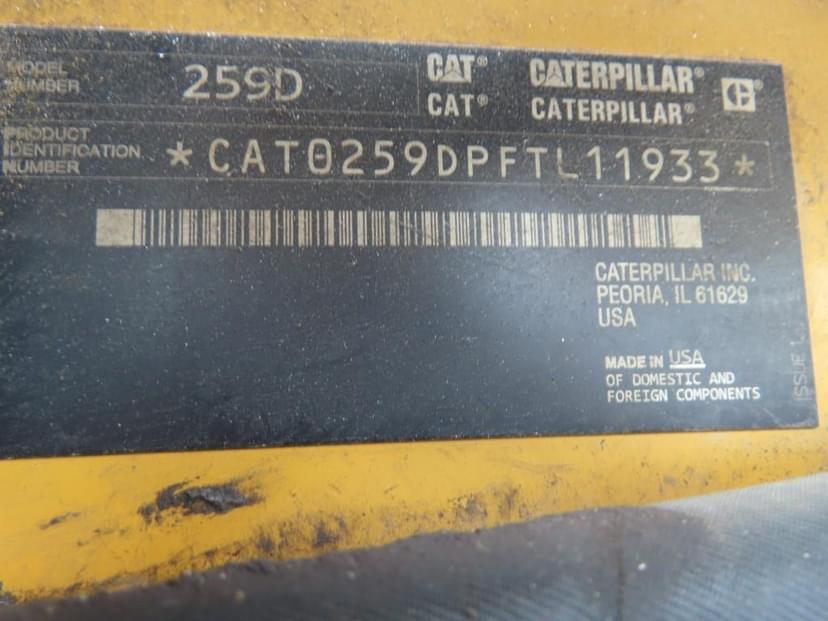 MODEL NUMBER 259D
CAT® CATERPILLAR®
CAT® CATERPILLAR®
PRODUCT
IDENTIFICATION
NUMBER
*CAT0259DPFTL11933*
CATERPILLAR INC.
PEORIA, IL 61629
USA
MADE IN USA
OF DOMESTIC AND
FOREIGN COMPONENTS
ISSUE L